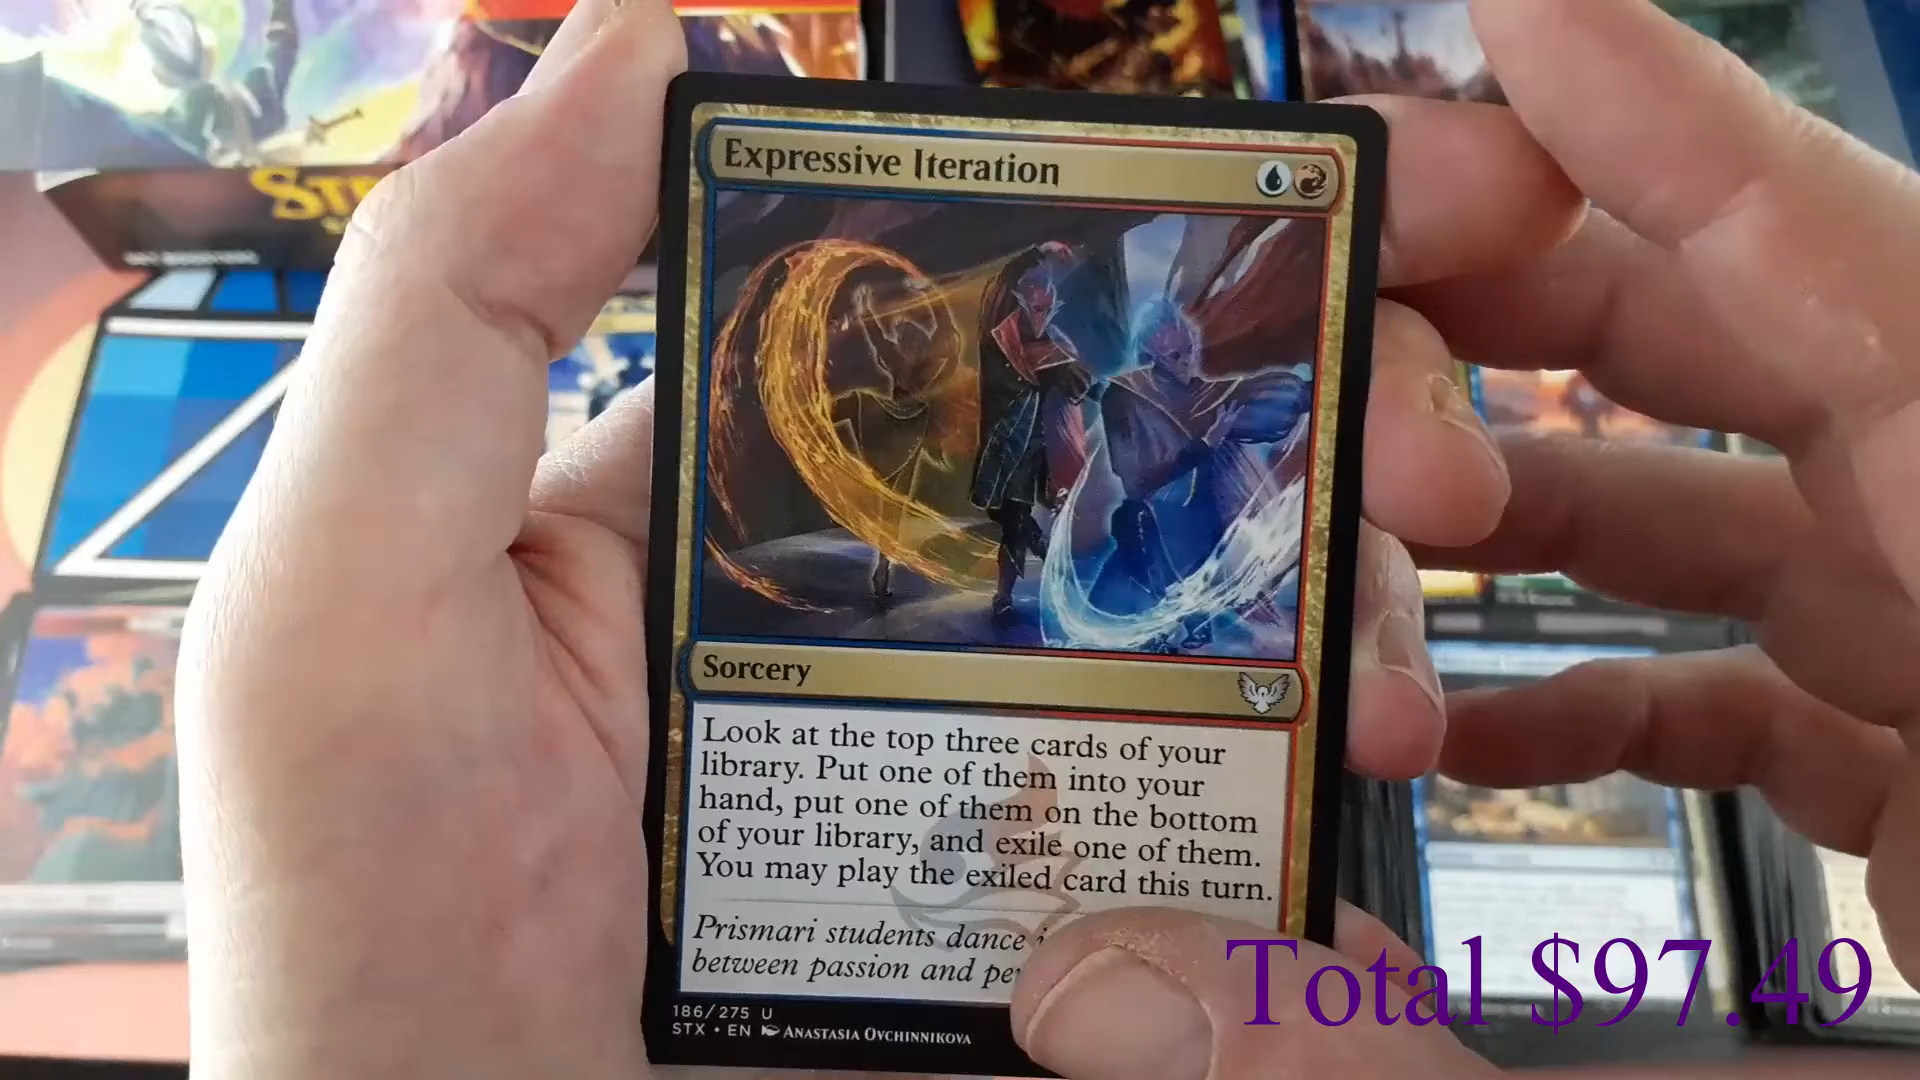 Expressive Iteration
Sorcery
Look at the top three cards of your
library. Put one of them into your
hand, put one of them on the bottom
of your library, and exile one of them.
You may play the exiled card this turn.
Prismari students dance
between passion and
186/275 U
STX • EN ANASTASIA OVCHINNIKOVA
Total $97.49